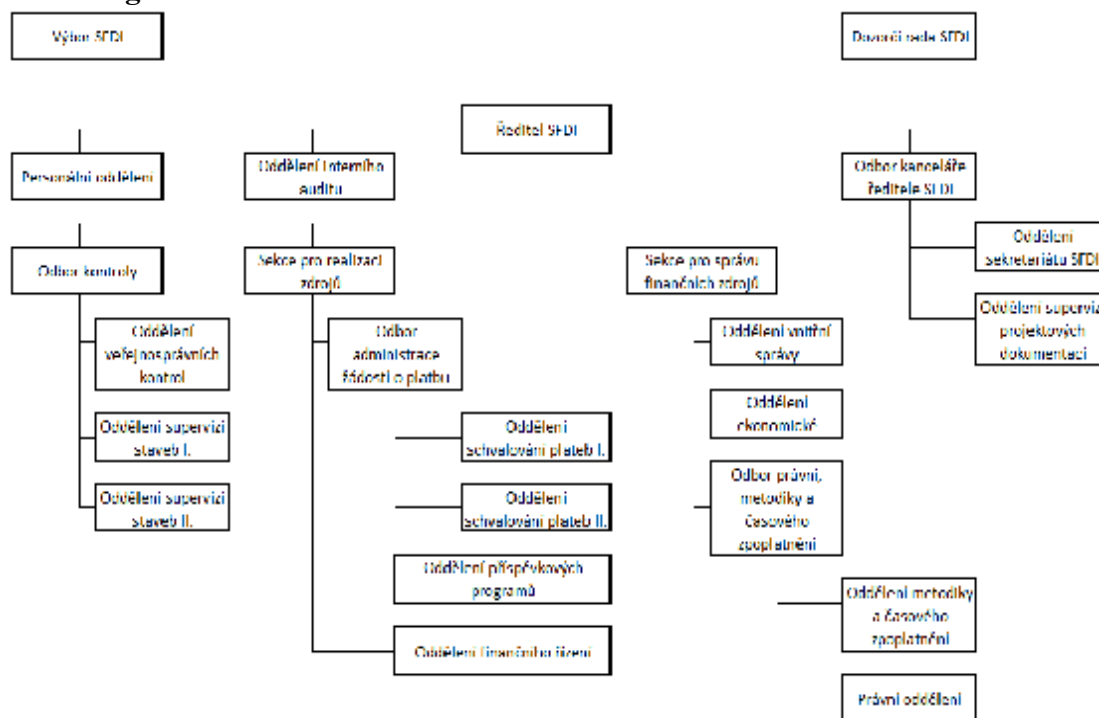 Výbor SFDI
Dozorčí rada SFDI
Ředitel SFDI
Personální oddělení
Oddělení interního
auditu
Odbor kanceláře
ředitele SFDI
Oddělení
sekretariátu SFDI
Odbor kontroly
Sekce pro realizaci
zdrojů
Sekce pro správu
finančních zdrojů
Oddělení supervizí
projektových
dokumentací
Oddělení
veřejnosprávních
kontrol
Odbor
administrace
žádostí o platbu
Oddělení vnitřní
správy
Oddělení supervizí
staveb I.
Oddělení
schvalování plateb I.
Oddělení
ekonomické
Oddělení supervizí
staveb II.
Oddělení
schvalování plateb II.
Odbor právní,
metodiky a
časového
zpoplatnění
Oddělení příspěvkových
programů
Oddělení metodiky
a časového
zpoplatnění
Oddělení finančního řízení
Právní oddělení